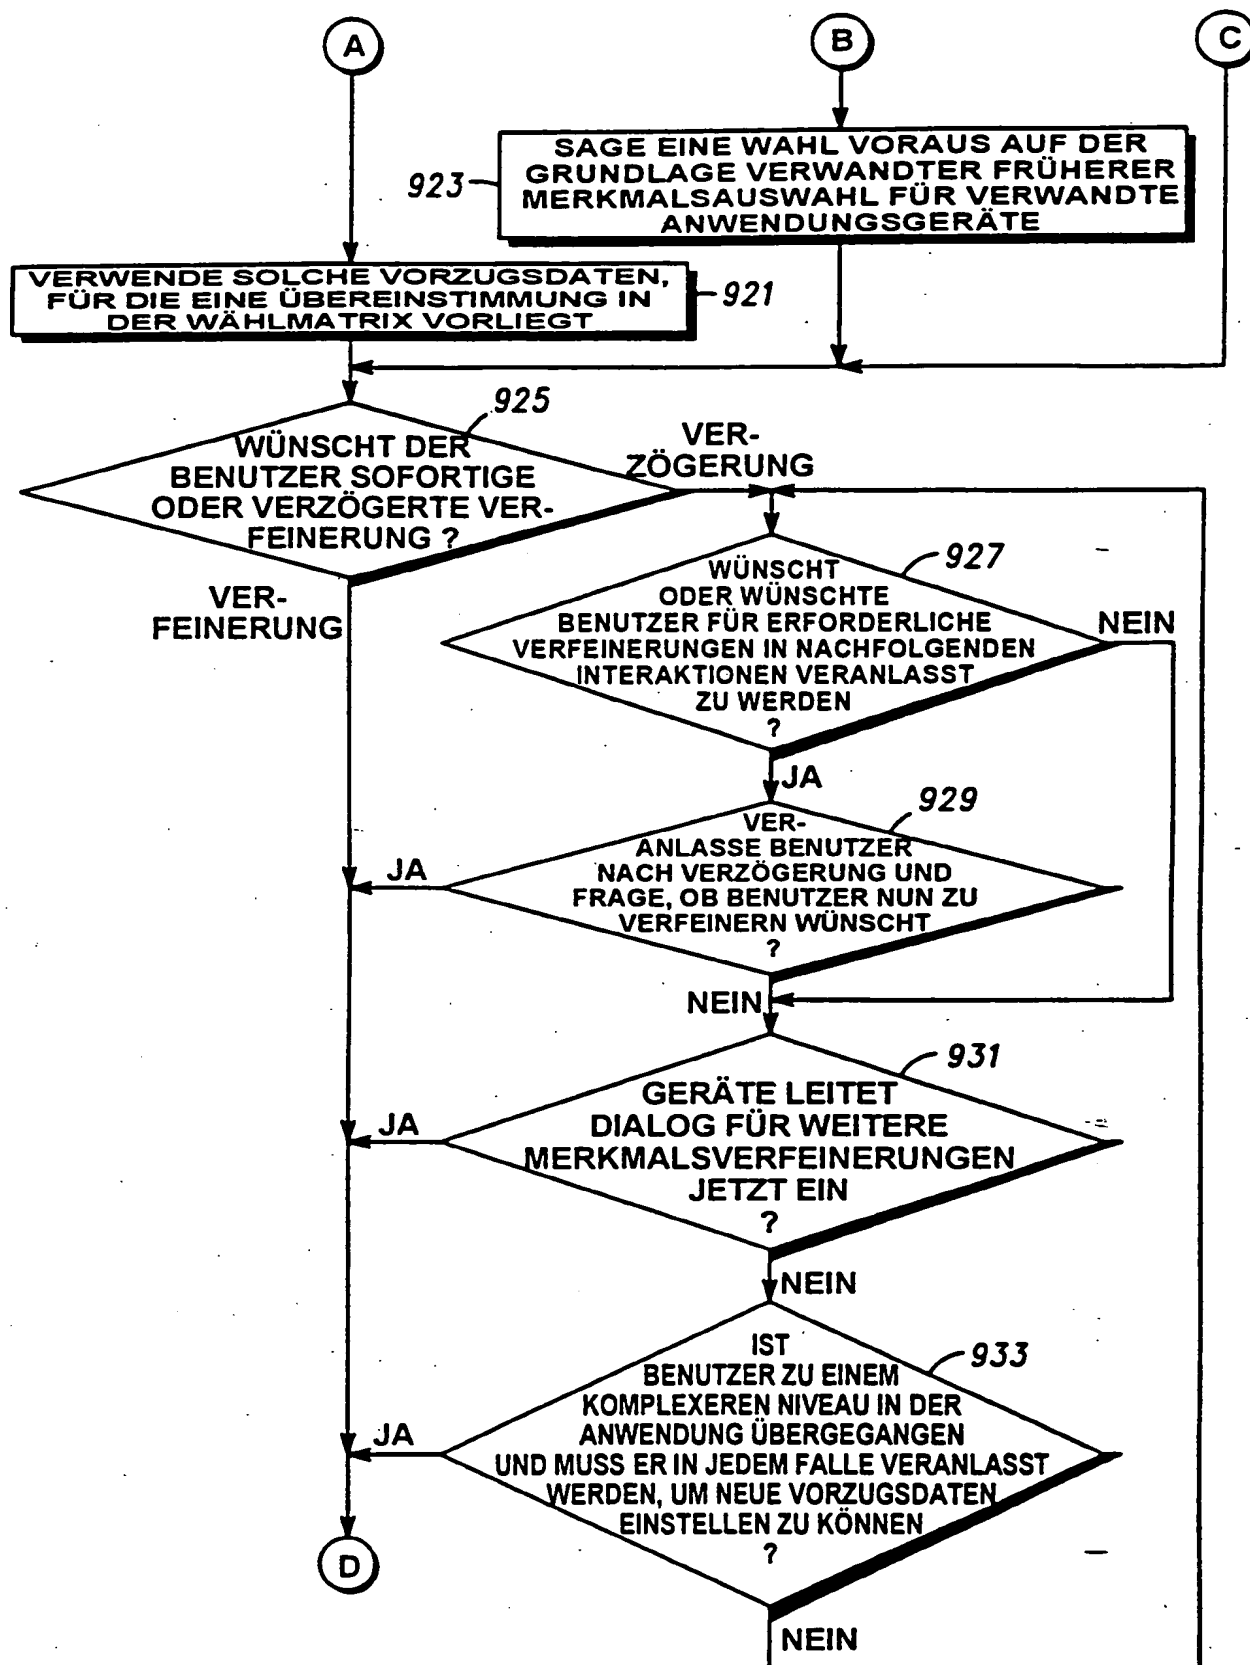 A
B
C
SAGE EINE WAHL VORAUS AUF DER
GRUNDLAGE VERWANDTER FRÜHERER
MERKMALSAUSWAHL FÜR VERWANDTE
ANWENDUNGSGERÄTE
923
VERWENDE SOLCHE VORZUGSDATEN,
FÜR DIE EINE ÜBEREINSTIMMUNG IN
DER WÄHLMATRIX VORLIEGT
921
925
WÜNSCHT DER
BENUTZER SOFORTIGE
ODER VERZÖGERTE VER-
FEINERUNG ?
VER-
ZÖGERUNG
VER-
FEINERUNG
927
WÜNSCHT
ODER WÜNSCHTE
BENUTZER FÜR ERFORDERLICHE
VERFEINERUNGEN IN NACHFOLGENDEN
INTERAKTIONEN VERANLASST
ZU WERDEN
?
NEIN
JA
929
VER-
ANLASSE BENUTZER
NACH VERZÖGERUNG UND
FRAGE, OB BENUTZER NUN ZU
VERFEINERN WÜNSCHT
?
JA
NEIN
931
GERÄTE LEITET
DIALOG FÜR WEITERE
MERKMALSVERFEINERUNGEN
JETZT EIN
?
JA
NEIN
933
IST
BENUTZER ZU EINEM
KOMPLEXEREN NIVEAU IN DER
ANWENDUNG ÜBERGEGANGEN
UND MUSS ER IN JEDEM FALLE VERANLASST
WERDEN, UM NEUE VORZUGSDATEN
EINSTELLEN ZU KÖNNEN
?
JA
D
NEIN